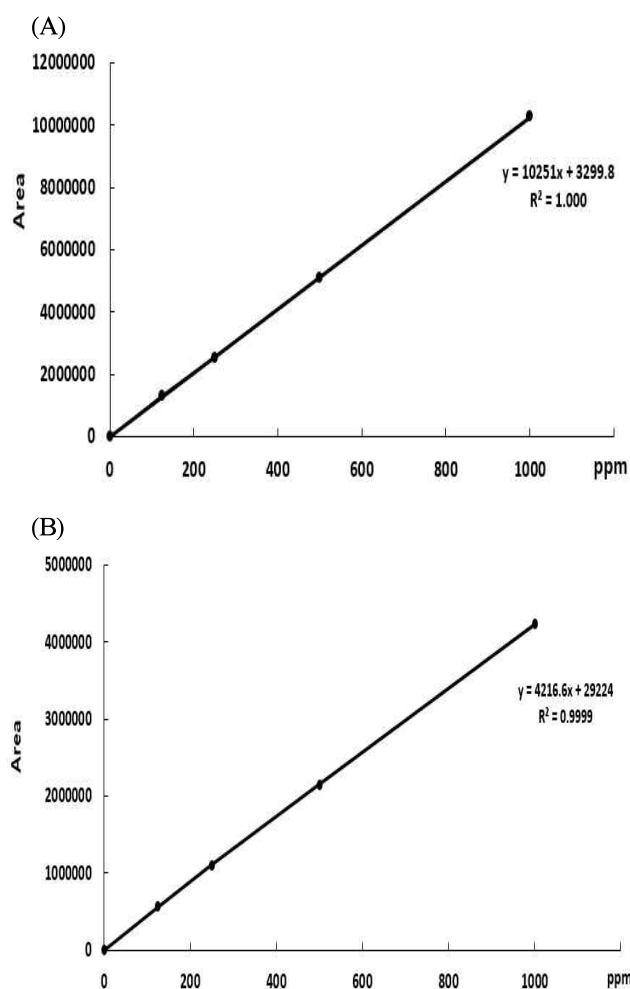 (A)
12000000
10000000
8000000
6000000
4000000
2000000
0
Area
y = 10251x + 3299.8
R² = 1.000
0 200 400 600 800 1000 ppm
(B)
5000000
4000000
3000000
2000000
1000000
0
Area
y = 4216.6x + 29224
R² = 0.9999
0 200 400 600 800 1000 ppm